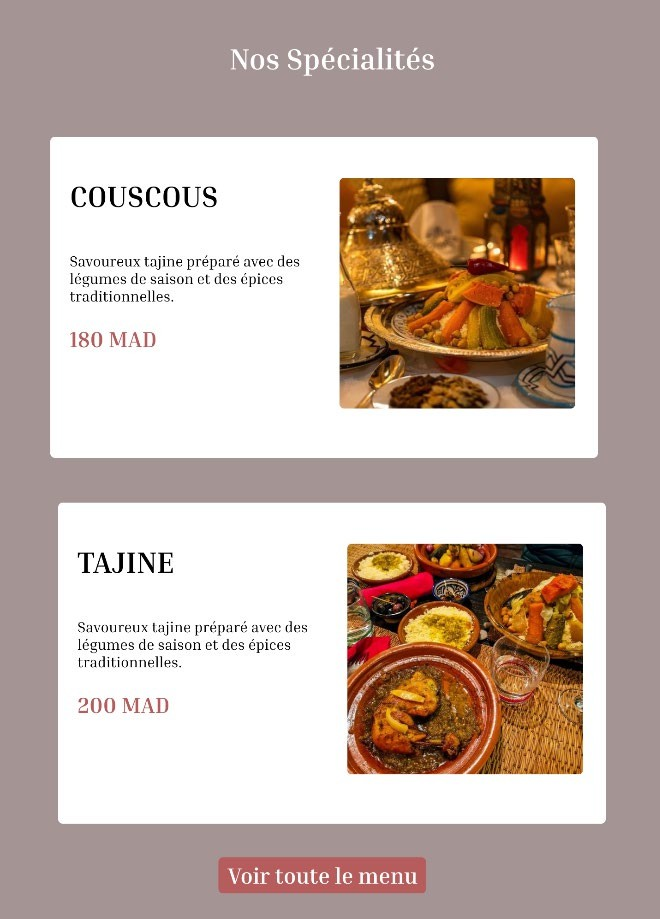 Nos Spécialités
COUSCOUS
Savoureux tajine préparé avec des
légumes de saison et des épices
traditionnelles.
180 MAD
TAJINE
Savoureux tajine préparé avec des
légumes de saison et des épices
traditionnelles.
200 MAD
Voir toute le menu